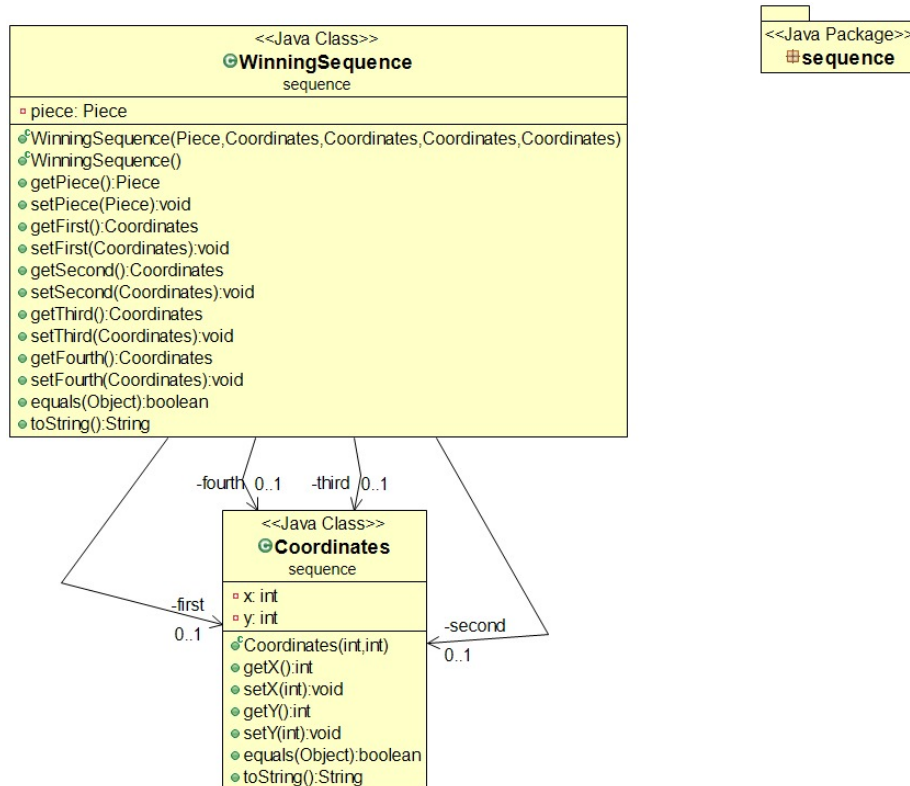 <<Java Class>>
WinningSequence
sequence
piece: Piece
WinningSequence(Piece,Coordinates,Coordinates,Coordinates,Coordinates)
WinningSequence()
getPiece():Piece
setPiece(Piece):void
getFirst():Coordinates
setFirst(Coordinates):void
getSecond():Coordinates
setSecond(Coordinates):void
getThird():Coordinates
setThird(Coordinates):void
getFourth():Coordinates
setFourth(Coordinates):void
equals(Object):boolean
toString():String
<<Java Package>>
sequence
-fourth 0..1
-third 0..1
-first
0..1
-second
0..1
<<Java Class>>
Coordinates
sequence
x: int
y: int
Coordinates(int,int)
getX():int
setX(int):void
getY():int
setY(int):void
equals(Object):boolean
toString():String